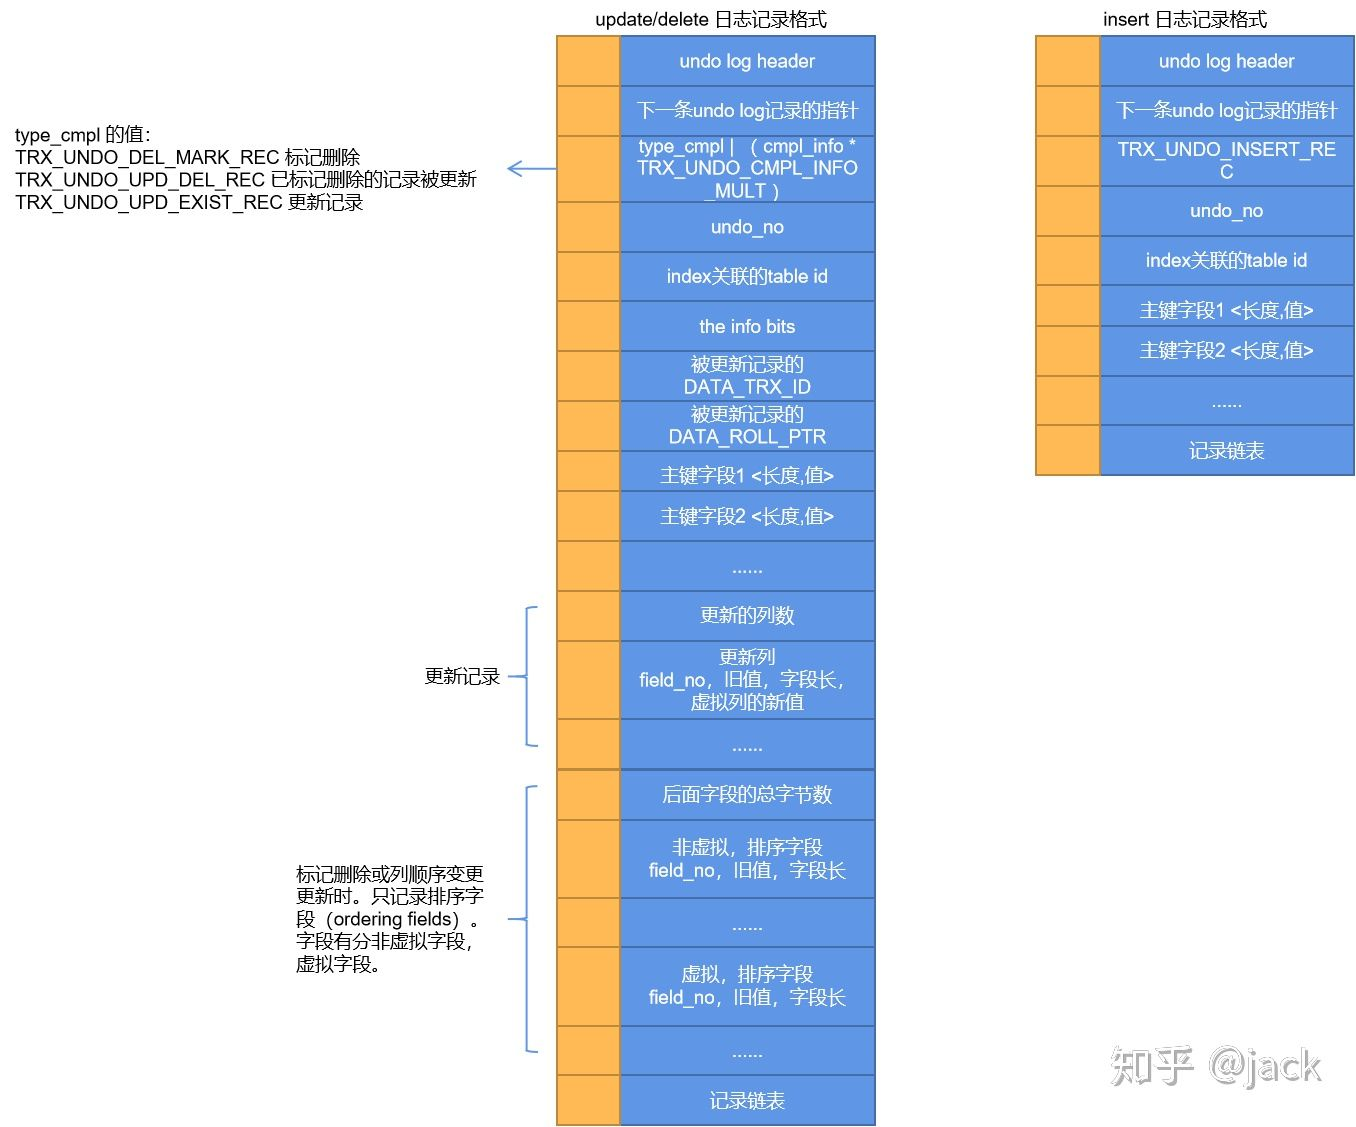 update/delete 日志记录格式
undo log header
下一条undo log记录的指针
type_cmpl | （ cmpl_info *
TRX_UNDO_CMPL_INFO
_MULT ）
undo_no
index关联的table id
the info bits
被更新记录的
DATA_TRX_ID
被更新记录的
DATA_ROLL_PTR
主键字段1 <长度,值>
主键字段2 <长度,值>
......
更新的列数
更新列
field_no，旧值，字段长，
虚拟列的新值
......
后面字段的总字节数
非虚拟，排序字段
field_no，旧值，字段长
......
虚拟，排序字段
field_no，旧值，字段长
......
记录链表
type_cmpl 的值：
TRX_UNDO_DEL_MARK_REC 标记删除
TRX_UNDO_UPD_DEL_REC 已标记删除的记录被更新
TRX_UNDO_UPD_EXIST_REC 更新记录
更新记录
标记删除或列顺序变更
更新时。只记录排序字
段（ordering fields）。
字段有分非虚拟字段，
虚拟字段。
insert 日志记录格式
undo log header
下一条undo log记录的指针
TRX_UNDO_INSERT_RE
C
undo_no
index关联的table id
主键字段1 <长度,值>
主键字段2 <长度,值>
......
记录链表
知乎 @jack